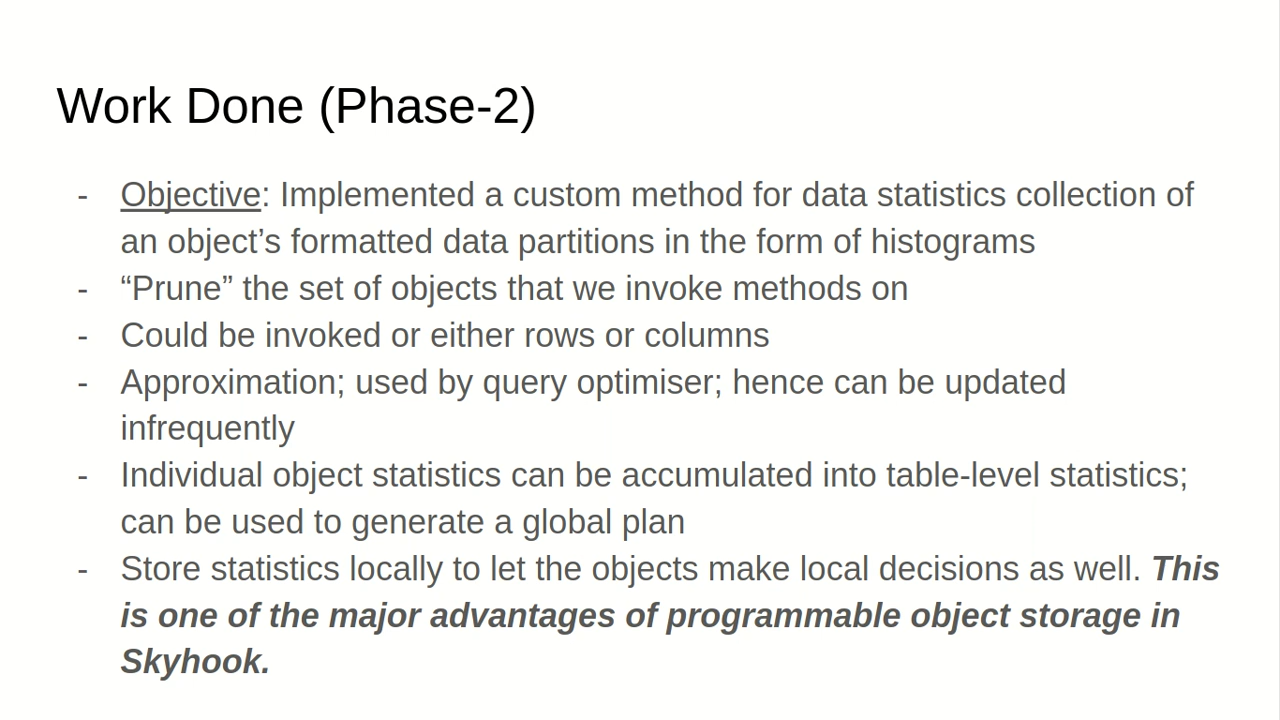 Work Done (Phase-2)
- Objective: Implemented a custom method for data statistics collection of
an object’s formatted data partitions in the form of histograms
- “Prune” the set of objects that we invoke methods on
- Could be invoked or either rows or columns
- Approximation; used by query optimiser; hence can be updated
infrequently
- Individual object statistics can be accumulated into table-level statistics;
can be used to generate a global plan
- Store statistics locally to let the objects make local decisions as well. This
is one of the major advantages of programmable object storage in
Skyhook.